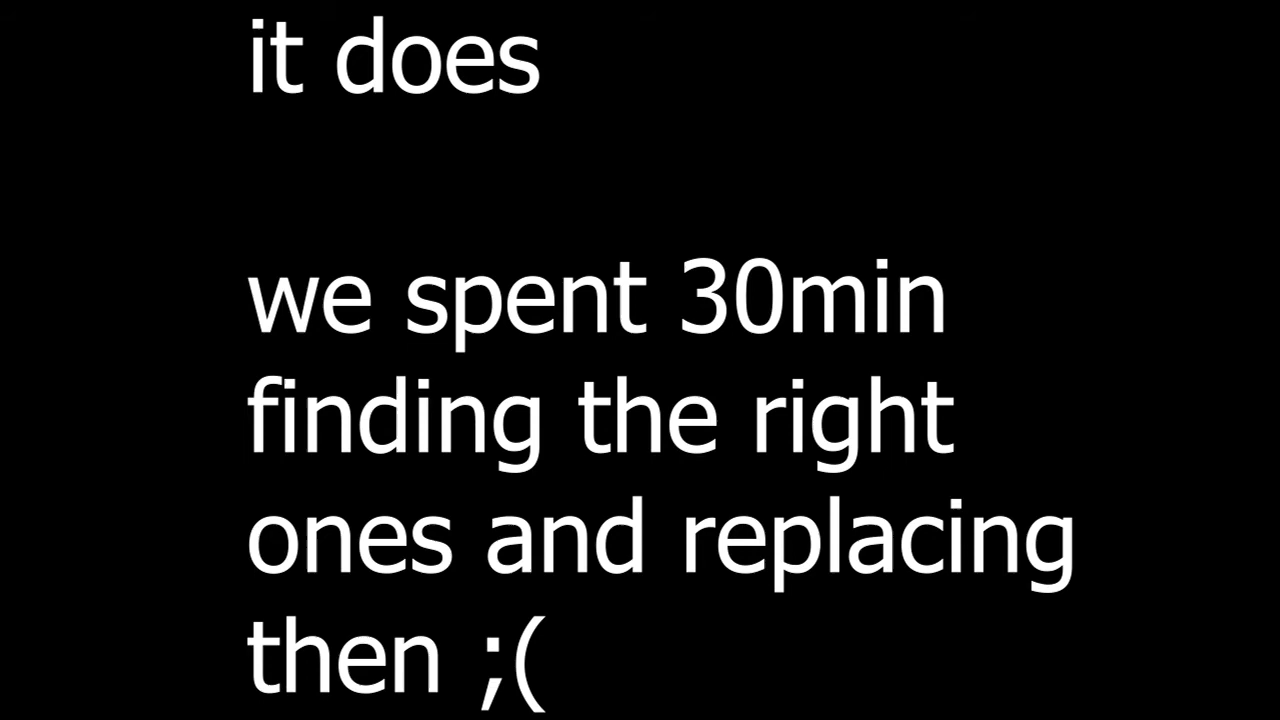 it does
we spent 30min
finding the right
ones and replacing
then ;(